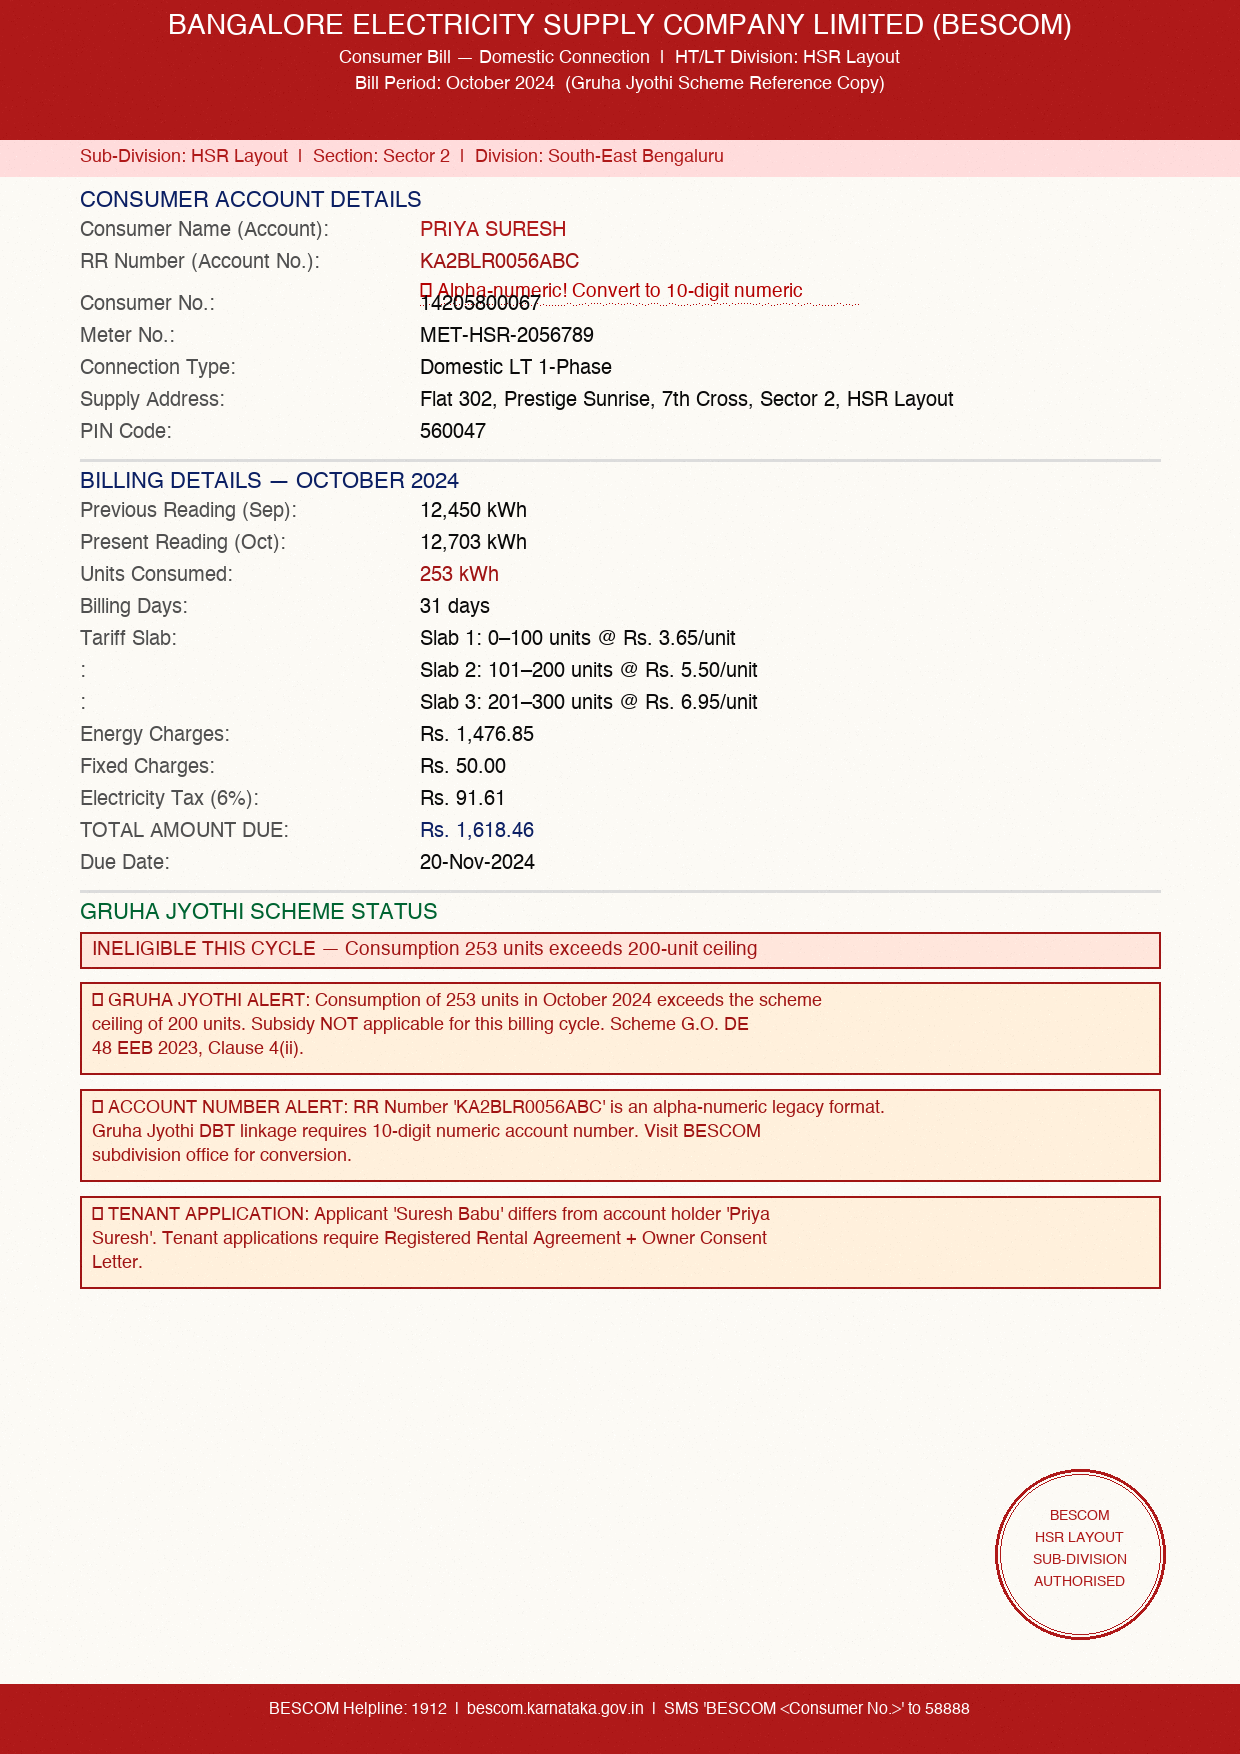 BANGALORE ELECTRICITY SUPPLY COMPANY LIMITED (BESCOM)
Consumer Bill — Domestic Connection | HT/LT Division: HSR Layout
Bill Period: October 2024 (Gruha Jyothi Scheme Reference Copy)
Sub-Division: HSR Layout | Section: Sector 2 | Division: South-East Bengaluru
CONSUMER ACCOUNT DETAILS
Consumer Name (Account): PRIYA SURESH
RR Number (Account No.): KA2BLR0056ABC
Alpha-numeric! Convert to 10-digit numeric
Consumer No.: 14205800067
Meter No.: MET-HSR-2056789
Connection Type: Domestic LT 1-Phase
Supply Address: Flat 302, Prestige Sunrise, 7th Cross, Sector 2, HSR Layout
PIN Code: 560047
BILLING DETAILS — OCTOBER 2024
Previous Reading (Sep): 12,450 kWh
Present Reading (Oct): 12,703 kWh
Units Consumed: 253 kWh
Billing Days: 31 days
Tariff Slab: Slab 1: 0–100 units @ Rs. 3.65/unit
: Slab 2: 101–200 units @ Rs. 5.50/unit
: Slab 3: 201–300 units @ Rs. 6.95/unit
Energy Charges: Rs. 1,476.85
Fixed Charges: Rs. 50.00
Electricity Tax (6%): Rs. 91.61
TOTAL AMOUNT DUE: Rs. 1,618.46
Due Date: 20-Nov-2024
GRUHA JYOTHI SCHEME STATUS
INELIGIBLE THIS CYCLE — Consumption 253 units exceeds 200-unit ceiling
GRUHA JYOTHI ALERT: Consumption of 253 units in October 2024 exceeds the scheme
ceiling of 200 units. Subsidy NOT applicable for this billing cycle. Scheme G.O. DE
48 EEB 2023, Clause 4(ii).
ACCOUNT NUMBER ALERT: RR Number 'KA2BLR0056ABC' is an alpha-numeric legacy format.
Gruha Jyothi DBT linkage requires 10-digit numeric account number. Visit BESCOM
subdivision office for conversion.
TENANT APPLICATION: Applicant 'Suresh Babu' differs from account holder 'Priya
Suresh'. Tenant applications require Registered Rental Agreement + Owner Consent
Letter.
BESCOM
HSR LAYOUT
SUB-DIVISION
AUTHORISED
BESCOM Helpline: 1912 | bescom.karnataka.gov.in | SMS 'BESCOM <Consumer No.>' to 58888